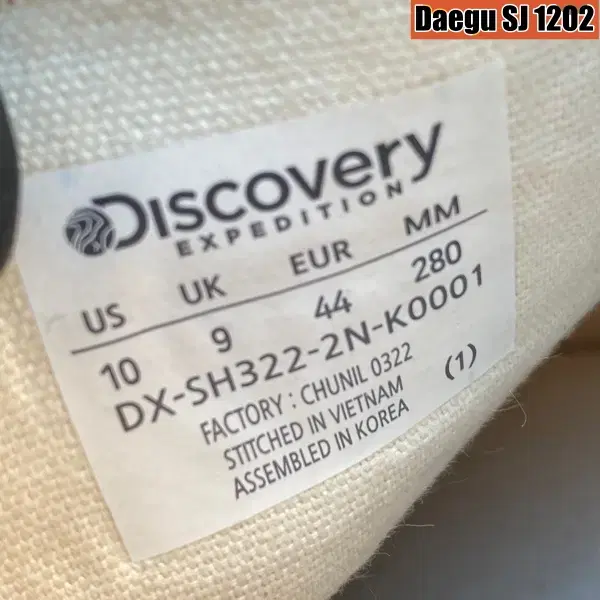 Daegu SJ 1202
DISCOVERY
EXPEDITION
US UK EUR MM
10 9 44 280
DX-SH322-2N-K0001
FACTORY : CHUNIL 0322
STITCHED IN VIETNAM
ASSEMBLED IN KOREA
(1)